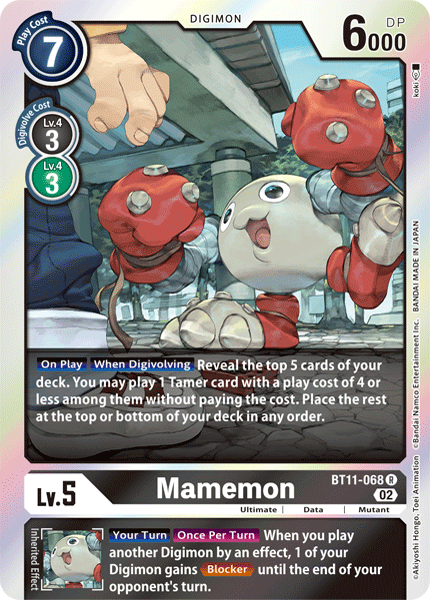 DIGIMON
Play Cost
7
DP
6000
Digivolve Cost
Lv.4
3
Lv.4
3
koki
On Play When Digivolving Reveal the top 5 cards of your
deck. You may play 1 Tamer card with a play cost of 4 or
less among them without paying the cost. Place the rest
at the top or bottom of your deck in any order.
Lv.5
Mamemon
BT11-068 R
02
Ultimate | Data | Mutant
Inherited Effect
Your Turn Once Per Turn When you play
another Digimon by an effect, 1 of your
Digimon gains Blocker until the end of your
opponent's turn.
©Akiyoshi Hongo, Toei Animation ©Bandai Namco Entertainment Inc. BANDAI MADE IN JAPAN